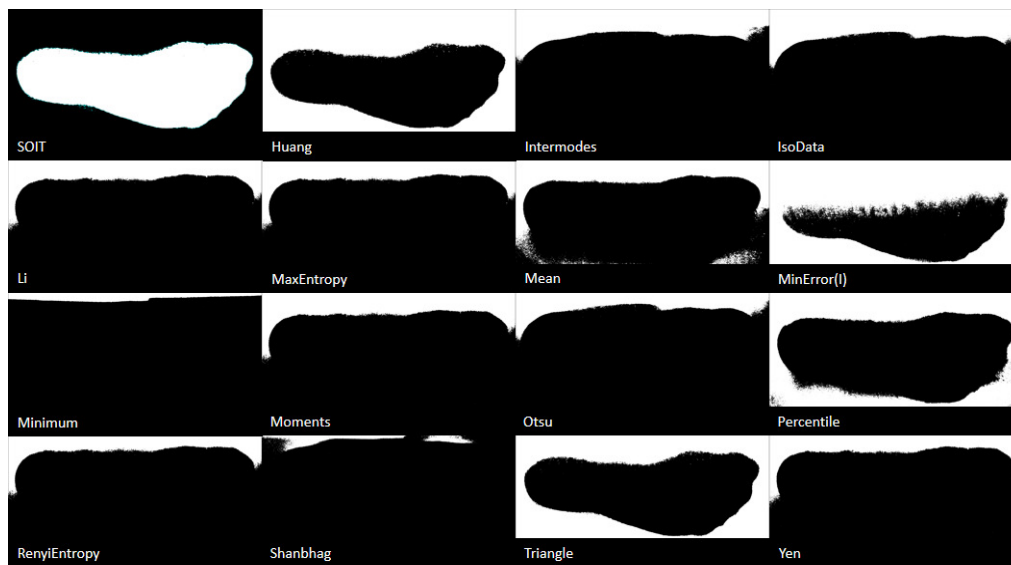 SOIT
Huang
Intermodes
IsoData
Li
MaxEntropy
Mean
MinError(I)
Minimum
Moments
Otsu
Percentile
RenyiEntropy
Shanbhag
Triangle
Yen